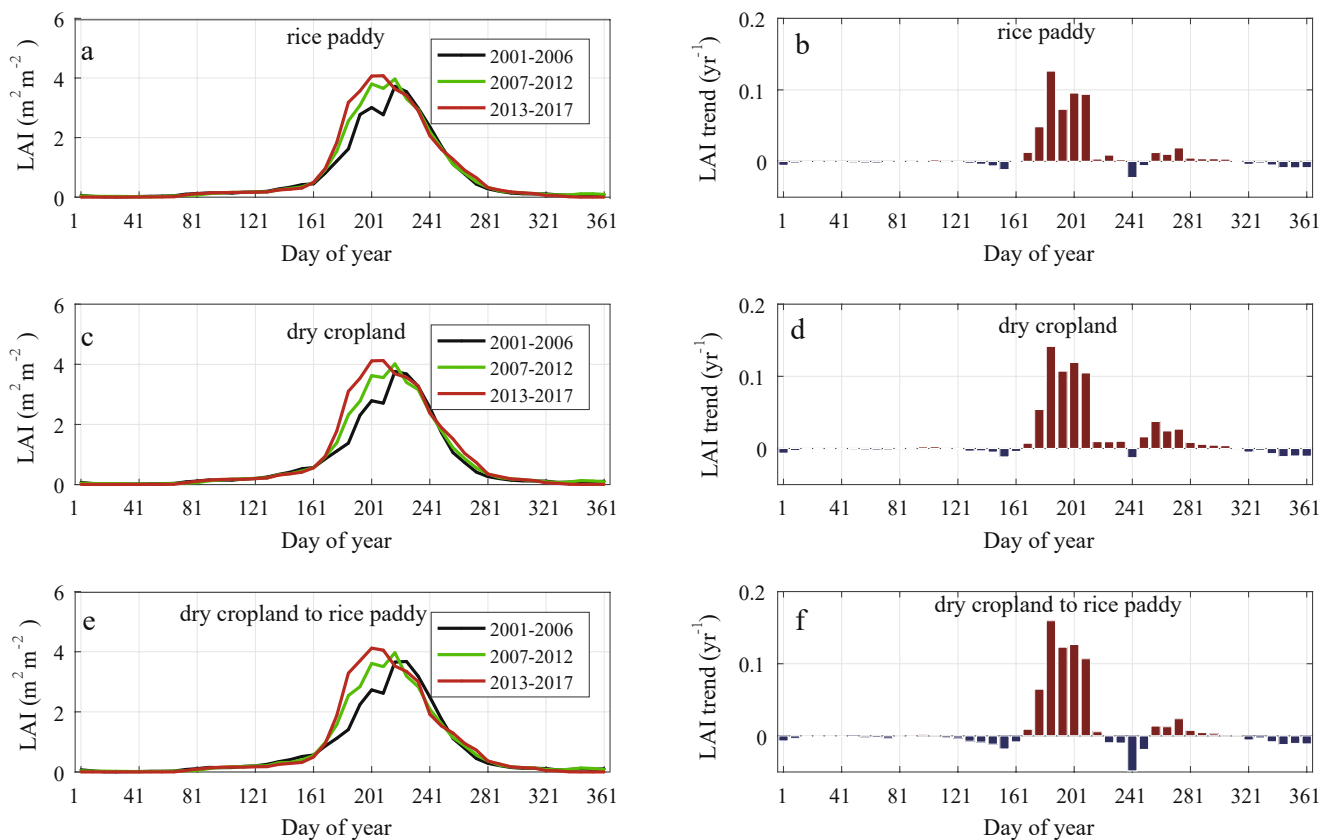 a
rice paddy
2001-2006
2007-2012
2013-2017
LAI (m² m⁻²)
6
4
2
0
1 41 81 121 161 201 241 281 321 361
Day of year
b
rice paddy
LAI trend (yr⁻¹)
0.2
0.1
0
1 41 81 121 161 201 241 281 321 361
Day of year
c
dry cropland
2001-2006
2007-2012
2013-2017
LAI (m² m⁻²)
6
4
2
0
1 41 81 121 161 201 241 281 321 361
Day of year
d
dry cropland
LAI trend (yr⁻¹)
0.2
0.1
0
1 41 81 121 161 201 241 281 321 361
Day of year
e
dry cropland to rice paddy
2001-2006
2007-2012
2013-2017
LAI (m² m⁻²)
6
4
2
0
1 41 81 121 161 201 241 281 321 361
Day of year
f
dry cropland to rice paddy
LAI trend (yr⁻¹)
0.2
0.1
0
1 41 81 121 161 201 241 281 321 361
Day of year